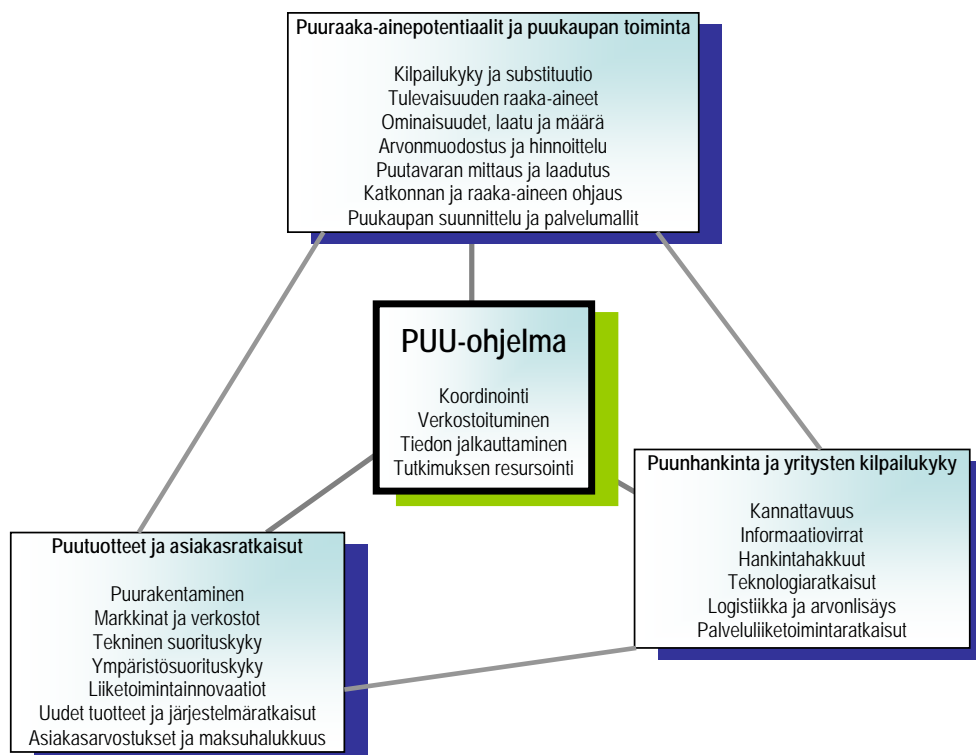 Puuraaka-ainepotentiaalit ja puukaupan toiminta
Kilpailukyky ja substituutio
Tulevaisuuden raaka-aineet
Ominaisuudet, laatu ja määrä
Arvonmuodostus ja hinnoittelu
Puutavaran mittaus ja laadutus
Katkonnan ja raaka-aineen ohjaus
Puukaupan suunnittelu ja palvelumallit
PUU-ohjelma
Koordinointi
Verkostoituminen
Tiedon jalkauttaminen
Tutkimuksen resursointi
Puunhankinta ja yritysten kilpailukyky
Kannattavuus
Informaatiovirrat
Hankintahakkuut
Teknologiaratkaisut
Logistiikka ja arvonlisäys
Palveluliiketoimintaratkaisut
Puutuotteet ja asiakasratkaisut
Puurakentaminen
Markkinat ja verkostot
Tekninen suorituskyky
Ympäristösuorituskyky
Liiketoimintainnovaatiot
Uudet tuotteet ja järjestelmäratkaisut
Asiakasarvostukset ja maksuhalukkuus